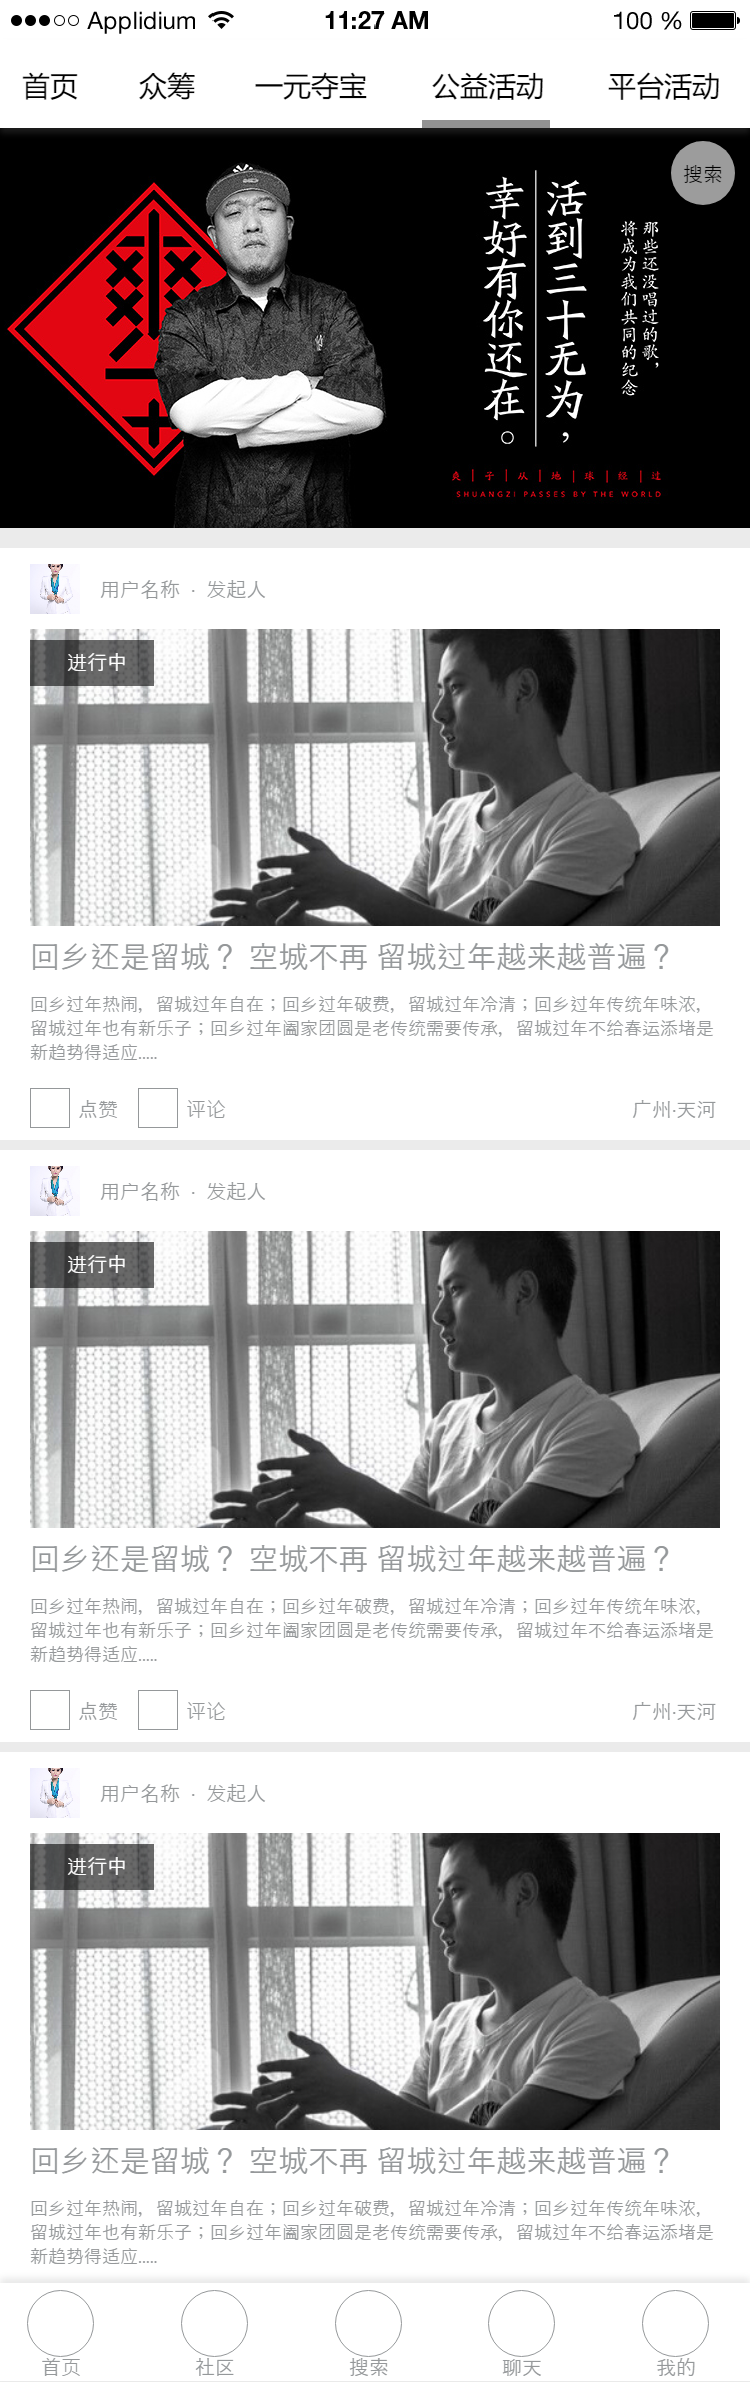 Applidium 11:27 AM 100 %
首页 众筹 一元夺宝 公益活动 平台活动
搜索
活到三十无为，
幸好有你还在。
那些还没唱过的歌，
将成为我们共同的纪念
爽一十
爽 | 子 | 从 | 地 | 球 | 经 | 过
SHUANGZI PASSES BY THE WORLD
用户名称 · 发起人
进行中
回乡还是留城？ 空城不再 留城过年越来越普遍？
回乡过年热闹，留城过年自在；回乡过年破费，留城过年冷清；回乡过年传统年味浓，
留城过年也有新乐子；回乡过年阖家团圆是老传统需要传承，留城过年不给春运添堵是
新趋势得适应.....
点赞 评论 广州·天河
用户名称 · 发起人
进行中
回乡还是留城？ 空城不再 留城过年越来越普遍？
回乡过年热闹，留城过年自在；回乡过年破费，留城过年冷清；回乡过年传统年味浓，
留城过年也有新乐子；回乡过年阖家团圆是老传统需要传承，留城过年不给春运添堵是
新趋势得适应.....
点赞 评论 广州·天河
用户名称 · 发起人
进行中
回乡还是留城？ 空城不再 留城过年越来越普遍？
回乡过年热闹，留城过年自在；回乡过年破费，留城过年冷清；回乡过年传统年味浓，
留城过年也有新乐子；回乡过年阖家团圆是老传统需要传承，留城过年不给春运添堵是
新趋势得适应.....
首页 社区 搜索 聊天 我的